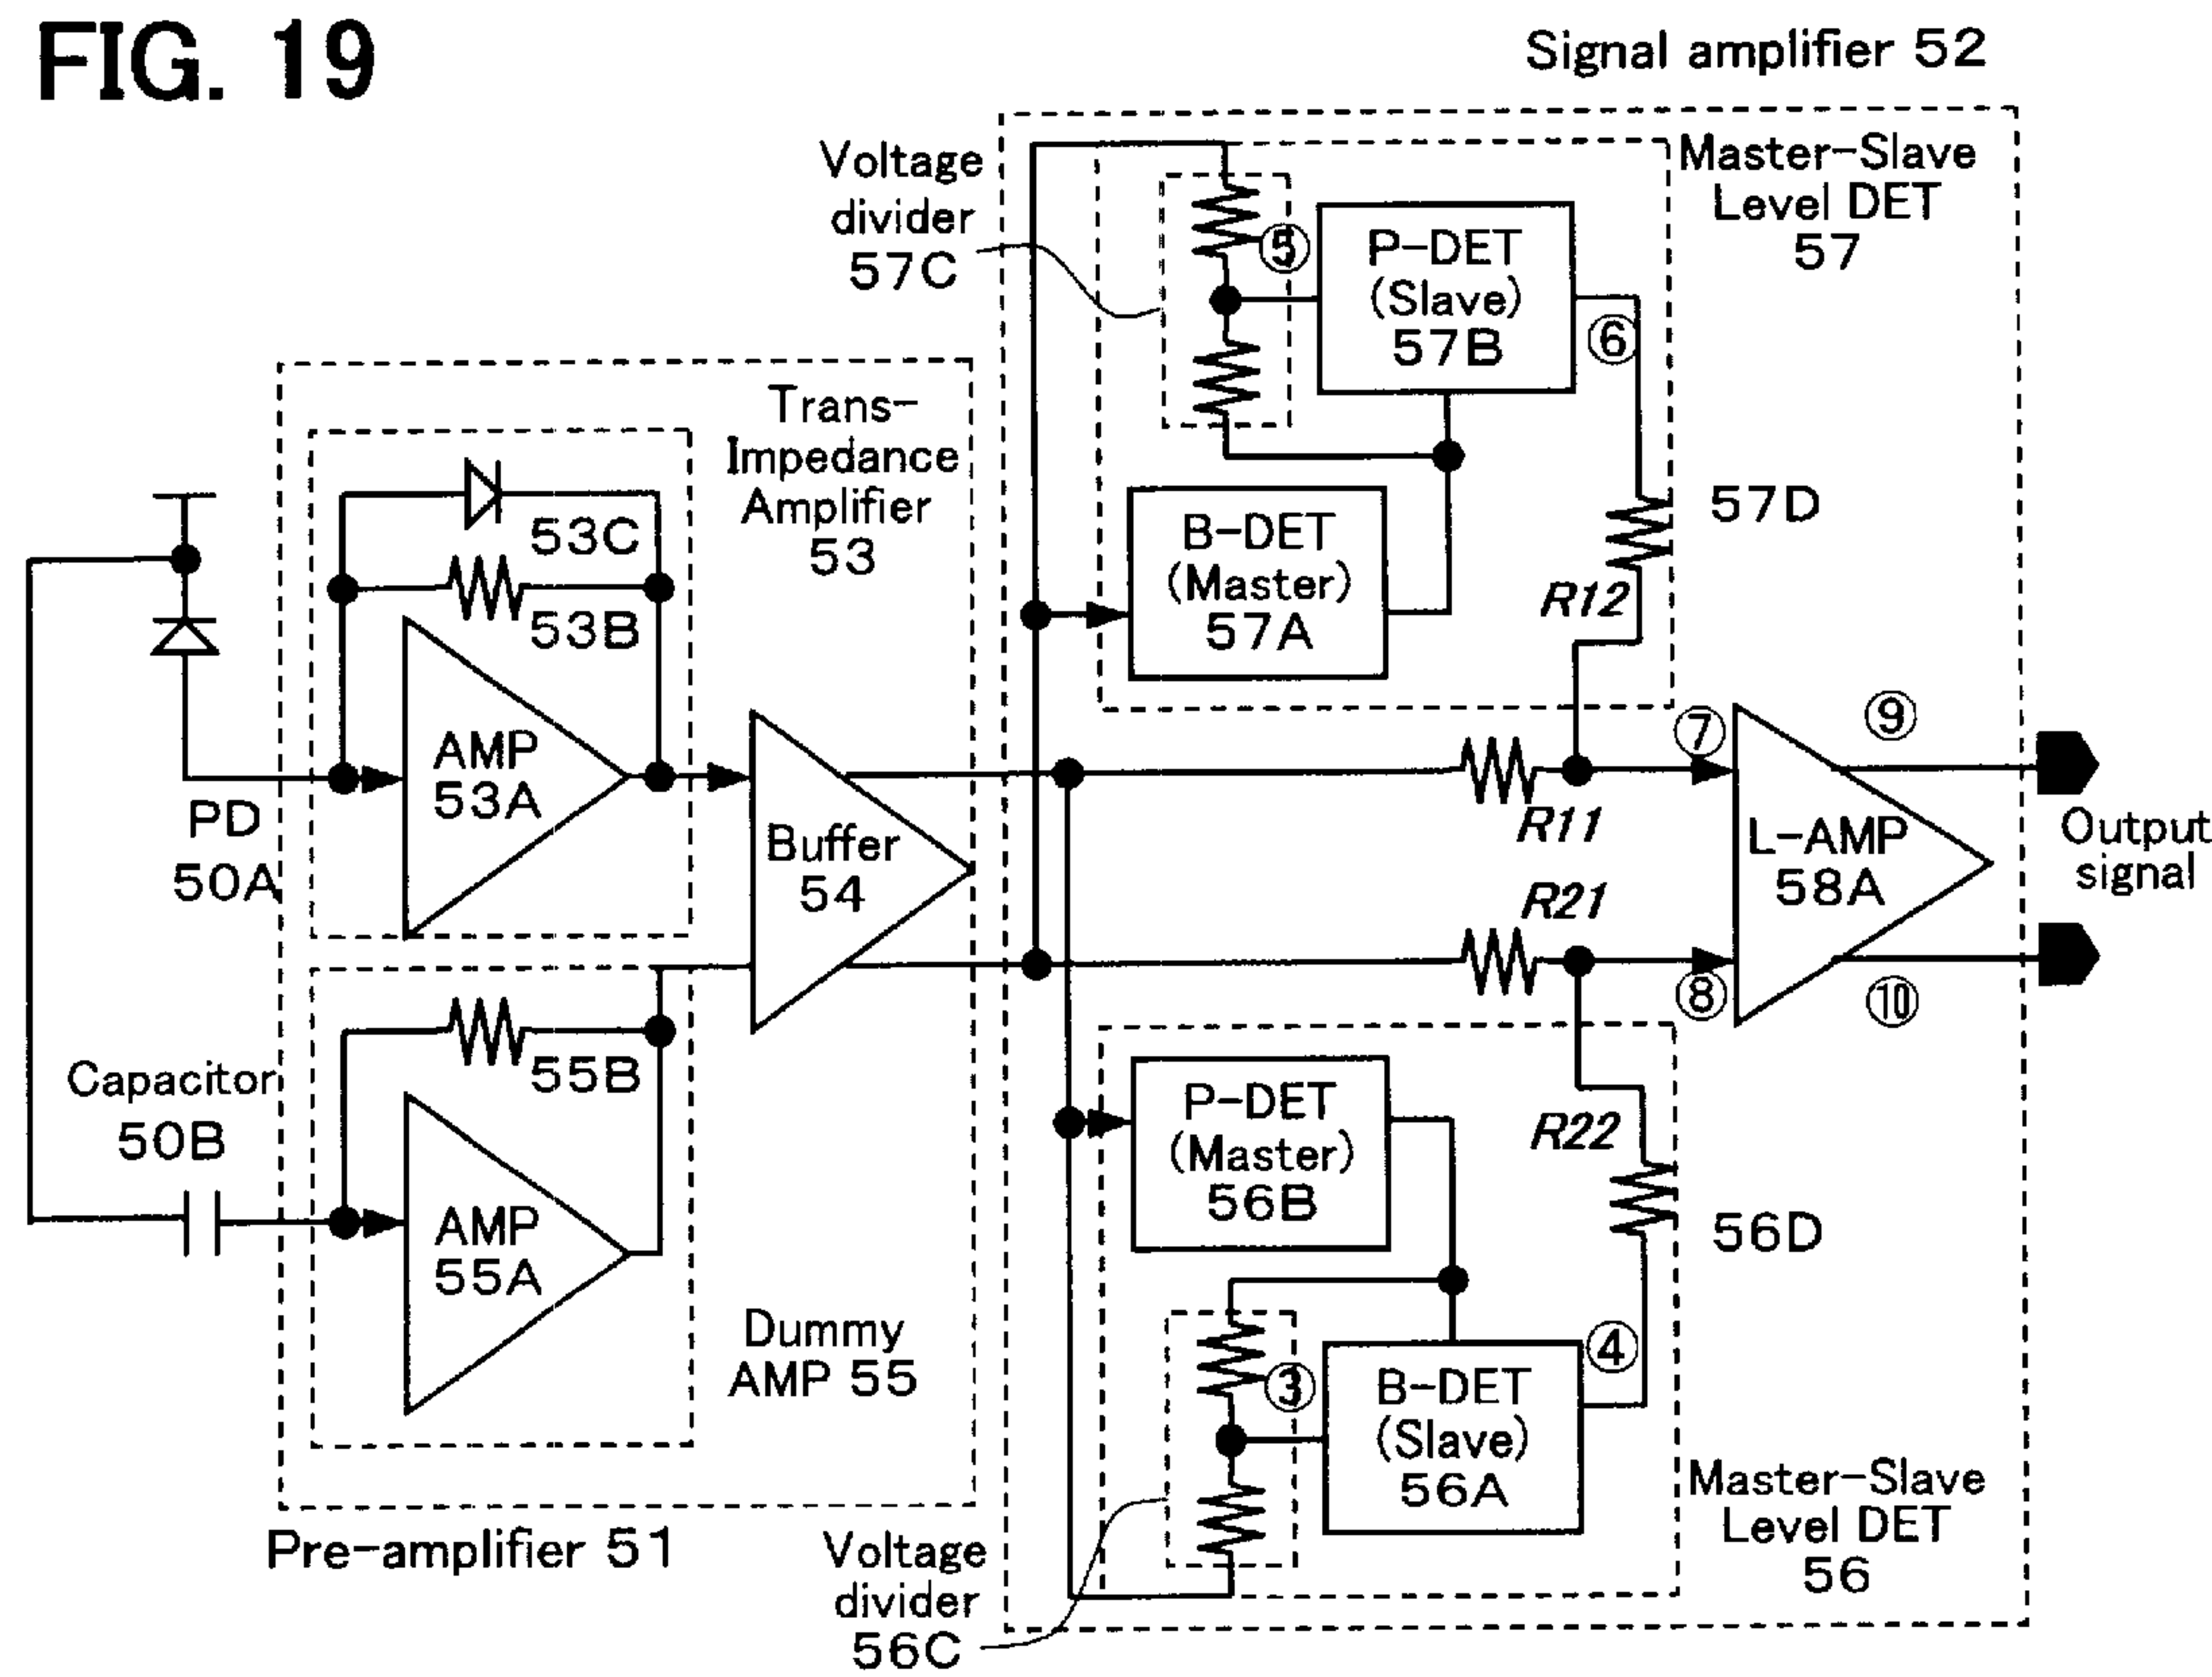 FIG. 19
Signal amplifier 52
Voltage
divider
57C
Master-Slave
Level DET
57
⑤
P-DET
(Slave)
57B
⑥
Trans-
Impedance
Amplifier
53
53C
53B
B-DET
(Master)
57A
57D
R12
AMP
53A
PD
50A
Buffer
54
⑦
⑨
R11
L-AMP
58A
Output
signal
R21
⑧
⑩
55B
Capacitor
50B
AMP
55A
Dummy
AMP 55
P-DET
(Master)
56B
R22
56D
③
④
B-DET
(Slave)
56A
Master-Slave
Level DET
56
Pre-amplifier 51
Voltage
divider
56C